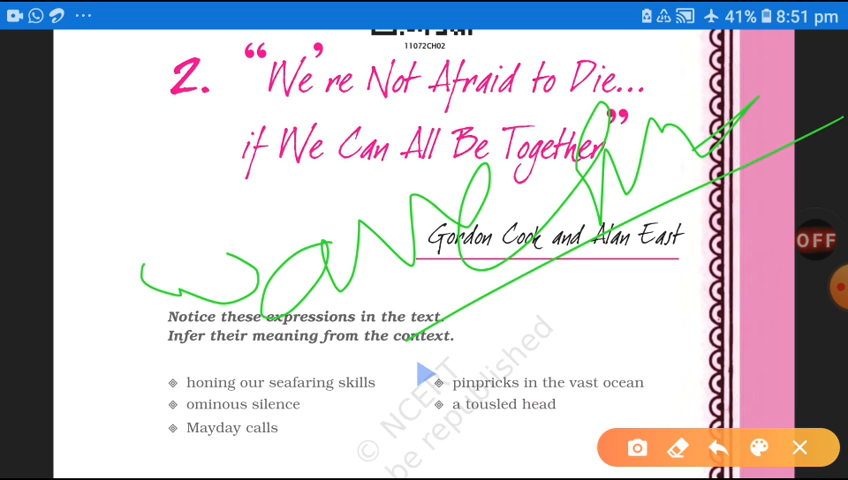 41% 8:51 pm
11072CH02
2. "We're Not Afraid to Die...
if We Can All Be Together"
Gordon Cook and Alan East
OFF
Notice these expressions in the text.
Infer their meaning from the context.
honing our seafaring skills
ominous silence
Mayday calls
pinpricks in the vast ocean
a tousled head
© NCERT
be republished